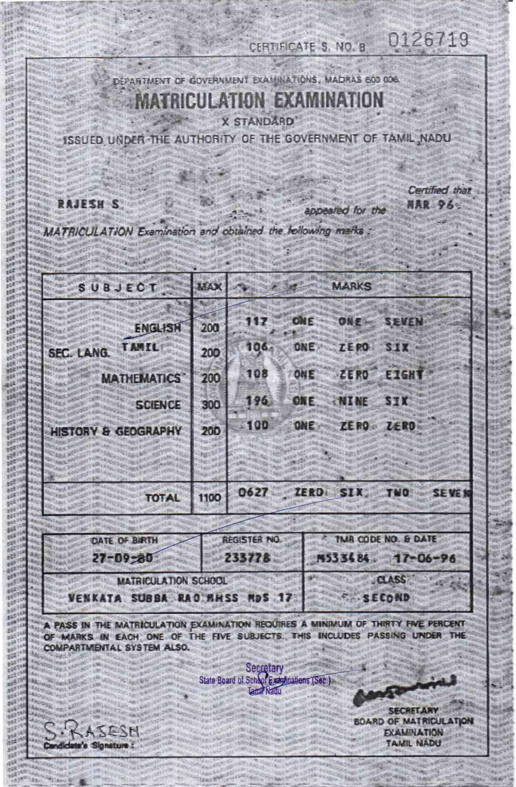 CERTIFICATE S. NO. B 0126719
DEPARTMENT OF GOVERNMENT EXAMINATIONS, MADRAS 600 006.
MATRICULATION EXAMINATION
X STANDARD
ISSUED UNDER THE AUTHORITY OF THE GOVERNMENT OF TAMIL NADU
Certified that
RAJESH S appeared for the MAR 96
MATRICULATION Examination and obtained the following marks :
SUBJECT MAX MARKS
ENGLISH 200 117 ONE ONE SEVEN
SEC. LANG. TAMIL 200 106 ONE ZERO SIX
MATHEMATICS 200 108 ONE ZERO EIGHT
SCIENCE 300 196 ONE NINE SIX
HISTORY & GEOGRAPHY 200 100 ONE ZERO ZERO
TOTAL 1100 0627 ZERO SIX TWO SEVEN
DATE OF BIRTH REGISTER NO. TMR CODE NO. & DATE
27-09-80 233778 M533484 17-06-96
MATRICULATION SCHOOL CLASS
VENKATA SUBBA RAO MHSS MDS 17 SECOND
A PASS IN THE MATRICULATION EXAMINATION REQUIRES A MINIMUM OF THIRTY FIVE PERCENT
OF MARKS IN EACH ONE OF THE FIVE SUBJECTS. THIS INCLUDES PASSING UNDER THE
COMPARTMENTAL SYSTEM ALSO.
Secretary
State Board of School Examinations (Sec.)
Tamil Nadu
SECRETARY
BOARD OF MATRICULATION
EXAMINATION
TAMIL NADU
S. RAJESH
Candidate's Signature :